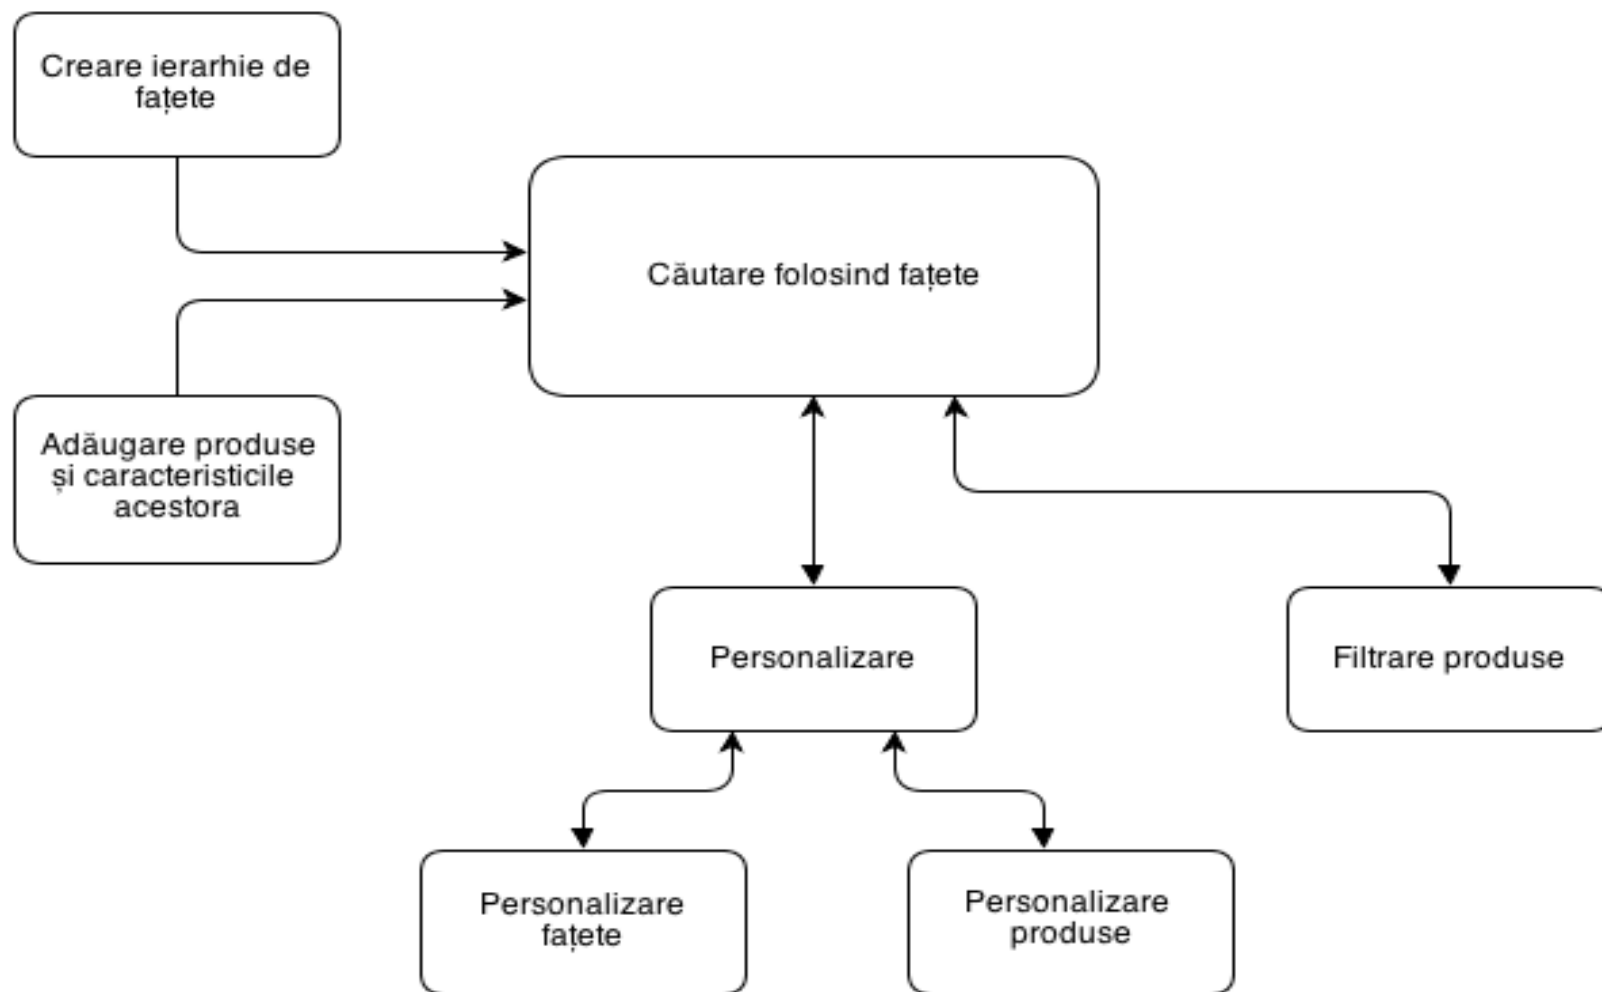 Creare ierarhie de
fațete
Căutare folosind fațete
Adăugare produse
și caracteristicile
acestora
Personalizare
Filtrare produse
Personalizare
fațete
Personalizare
produse